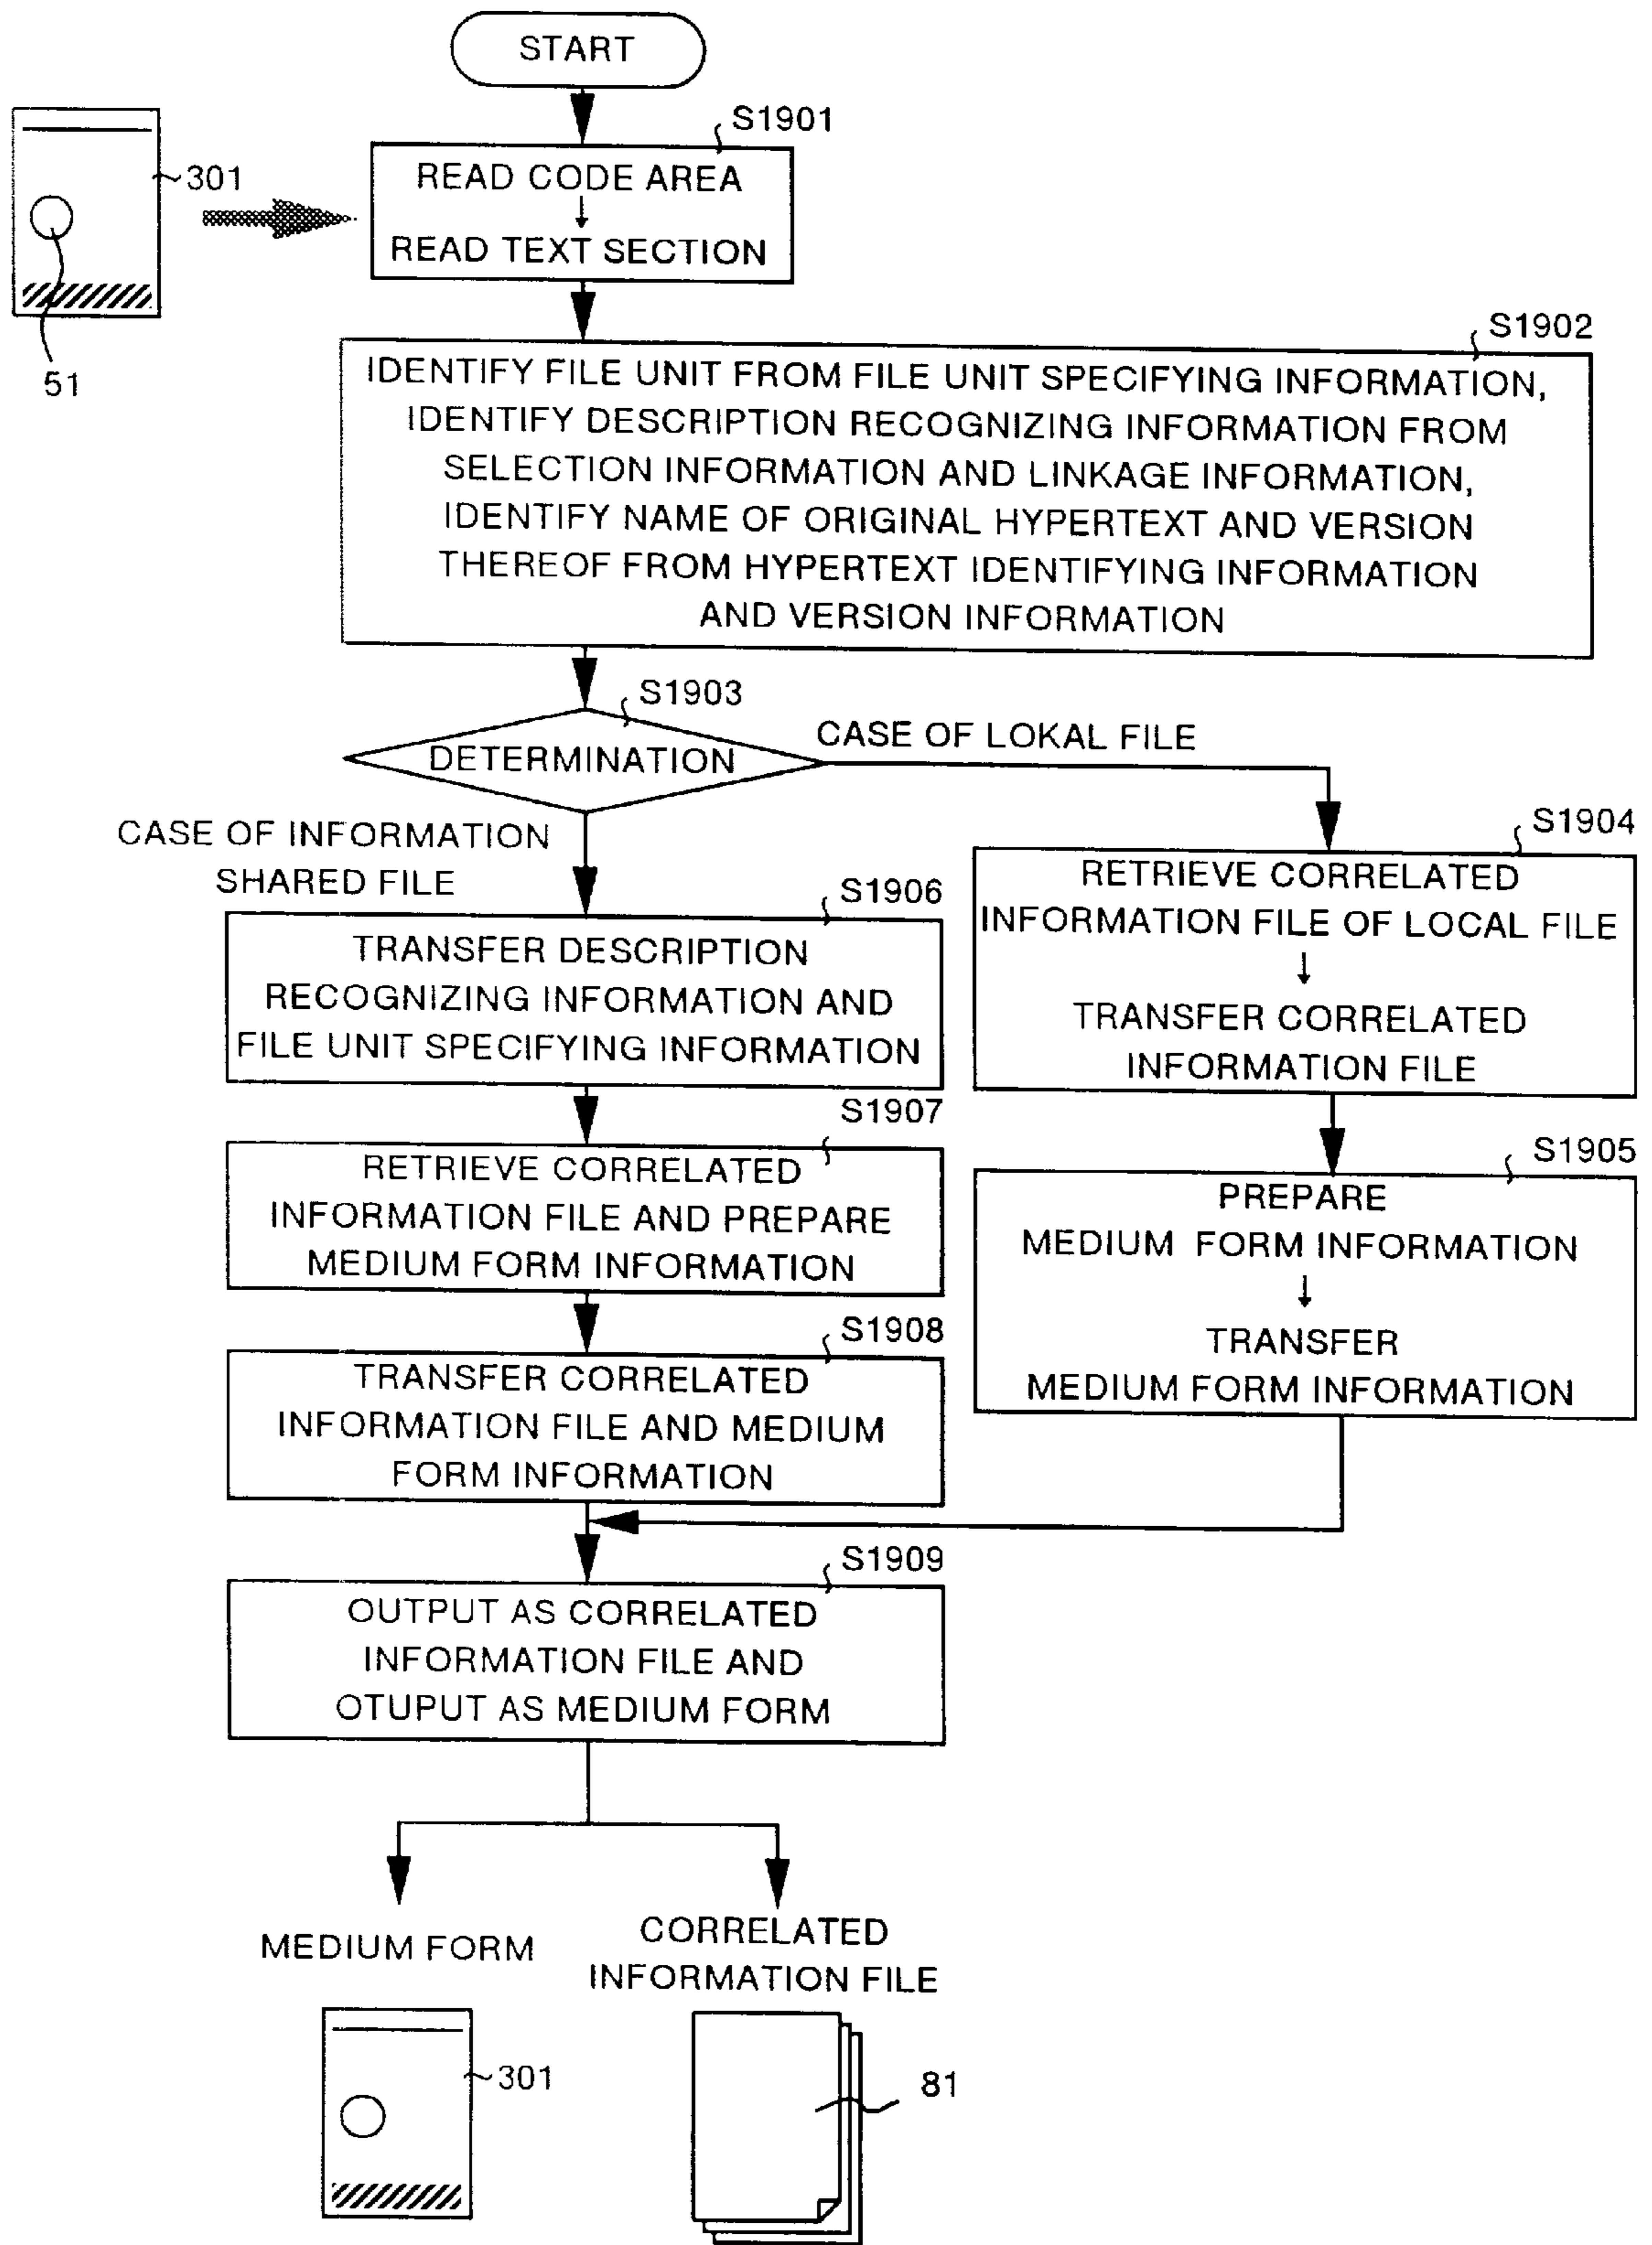 START
S1901
301
READ CODE AREA
READ TEXT SECTION
51
S1902
IDENTIFY FILE UNIT FROM FILE UNIT SPECIFYING INFORMATION,
IDENTIFY DESCRIPTION RECOGNIZING INFORMATION FROM
SELECTION INFORMATION AND LINKAGE INFORMATION,
IDENTIFY NAME OF ORIGINAL HYPERTEXT AND VERSION
THEREOF FROM HYPERTEXT IDENTIFYING INFORMATION
AND VERSION INFORMATION
S1903
DETERMINATION
CASE OF LOKAL FILE
CASE OF INFORMATION
SHARED FILE
S1904
RETRIEVE CORRELATED
INFORMATION FILE OF LOCAL FILE
TRANSFER CORRELATED
INFORMATION FILE
S1906
TRANSFER DESCRIPTION
RECOGNIZING INFORMATION AND
FILE UNIT SPECIFYING INFORMATION
S1907
RETRIEVE CORRELATED
INFORMATION FILE AND PREPARE
MEDIUM FORM INFORMATION
S1905
PREPARE
MEDIUM FORM INFORMATION
TRANSFER
MEDIUM FORM INFORMATION
S1908
TRANSFER CORRELATED
INFORMATION FILE AND MEDIUM
FORM INFORMATION
S1909
OUTPUT AS CORRELATED
INFORMATION FILE AND
OTUPUT AS MEDIUM FORM
MEDIUM FORM
CORRELATED
INFORMATION FILE
301
81